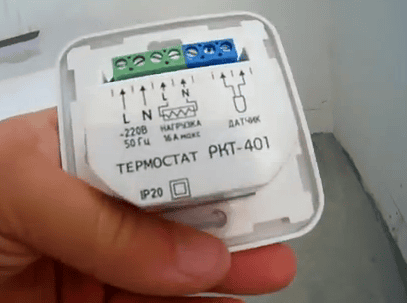 L N L N
~220В НАГРУЗКА ДАТЧИК
50 Гц 16 А макс
ТЕРМОСТАТ РКТ-401
IP20